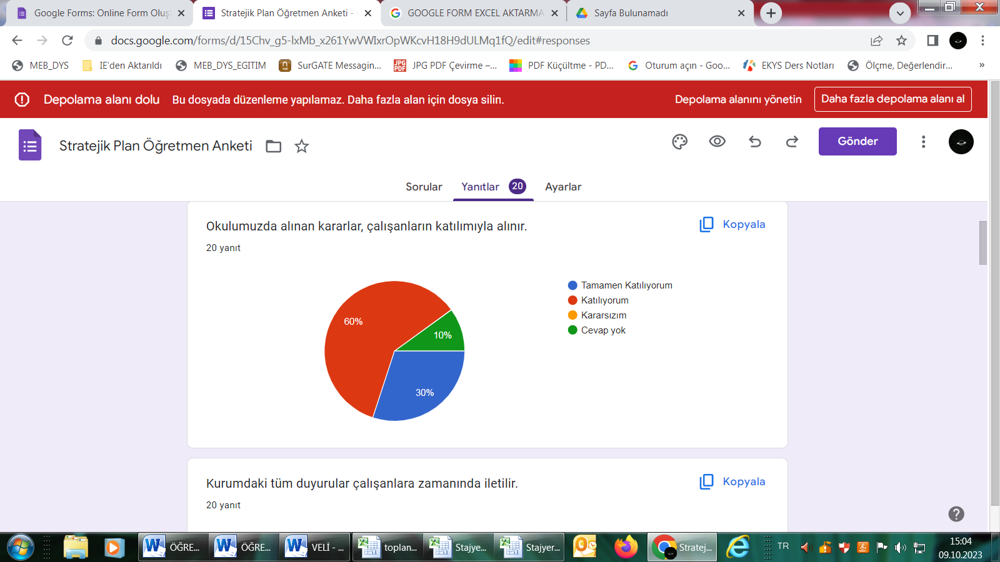 Google Forms: Online Form Oluşt
Stratejik Plan Öğretmen Anketi -
GOOGLE FORM EXCEL AKTARMA
Sayfa Bulunamadı
docs.google.com/forms/d/15Chv_g5-lxMb_x261YwVWIxrOpWKcvH18H9dULMq1fQ/edit#responses
MEB_DYS
IE'den Aktarıldı
MEB_DYS_EGITIM
SurGATE Messagin...
JPG PDF Çevirme –...
PDF Küçültme - PD...
Oturum açın - Goo...
EKYS Ders Notları
Ölçme, Değerlendir...
»
Depolama alanı dolu
Bu dosyada düzenleme yapılamaz. Daha fazla alan için dosya silin.
Depolama alanını yönetin
Daha fazla depolama alanı al
Stratejik Plan Öğretmen Anketi
Gönder
Sorular
Yanıtlar 20
Ayarlar
Okulumuzda alınan kararlar, çalışanların katılımıyla alınır.
Kopyala
20 yanıt
60%
10%
30%
Tamamen Katılıyorum
Katılıyorum
Kararsızım
Cevap yok
Kurumdaki tüm duyurular çalışanlara zamanında iletilir.
Kopyala
20 yanıt
ÖĞRE...
ÖĞRE...
VELİ - ...
toplan...
Stajye...
Stajyer...
Stratej...
TR
15:04
09.10.2023